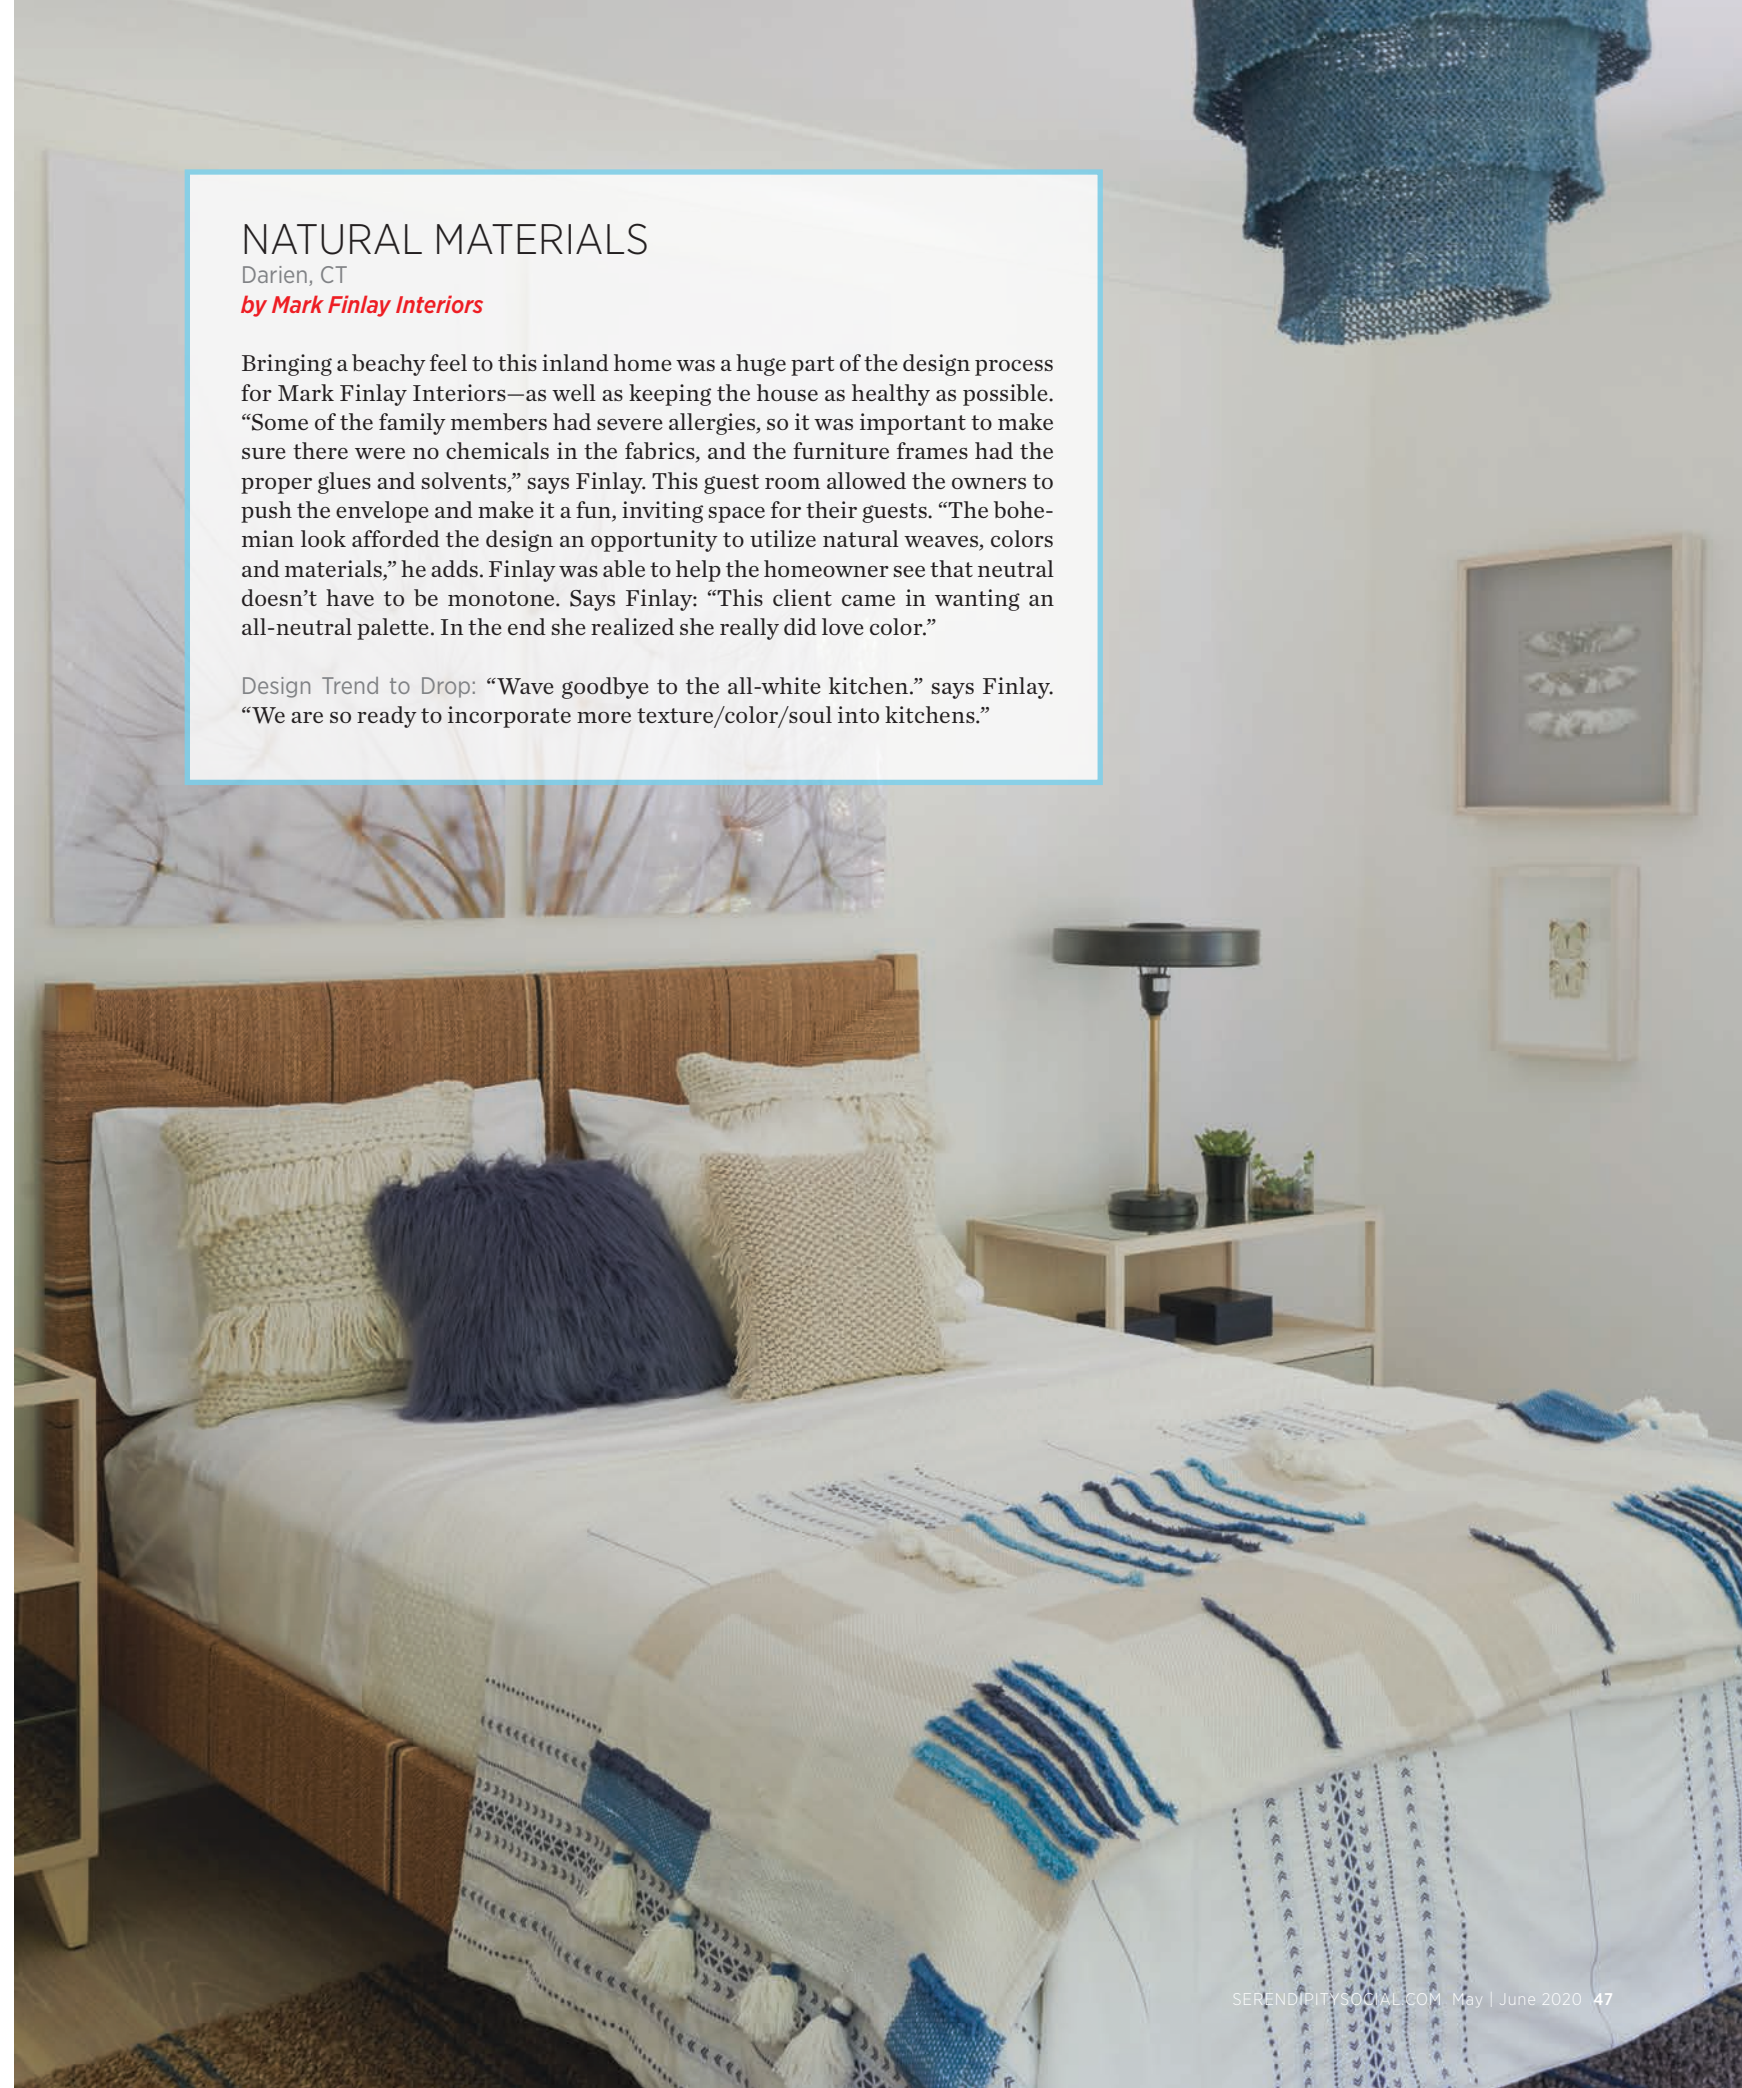 NATURAL MATERIALS
Darien, CT
by Mark Finlay Interiors
Bringing a beachy feel to this inland home was a huge part of the design process
for Mark Finlay Interiors—as well as keeping the house as healthy as possible.
“Some of the family members had severe allergies, so it was important to make
sure there were no chemicals in the fabrics, and the furniture frames had the
proper glues and solvents,” says Finlay. This guest room allowed the owners to
push the envelope and make it a fun, inviting space for their guests. “The bohe-
mian look afforded the design an opportunity to utilize natural weaves, colors
and materials,” he adds. Finlay was able to help the homeowner see that neutral
doesn’t have to be monotone. Says Finlay: “This client came in wanting an
all-neutral palette. In the end she realized she really did love color.”
Design Trend to Drop: “Wave goodbye to the all-white kitchen.” says Finlay.
“We are so ready to incorporate more texture/color/soul into kitchens.”
SERENDIPITYSOCIAL.COM May | June 2020 47